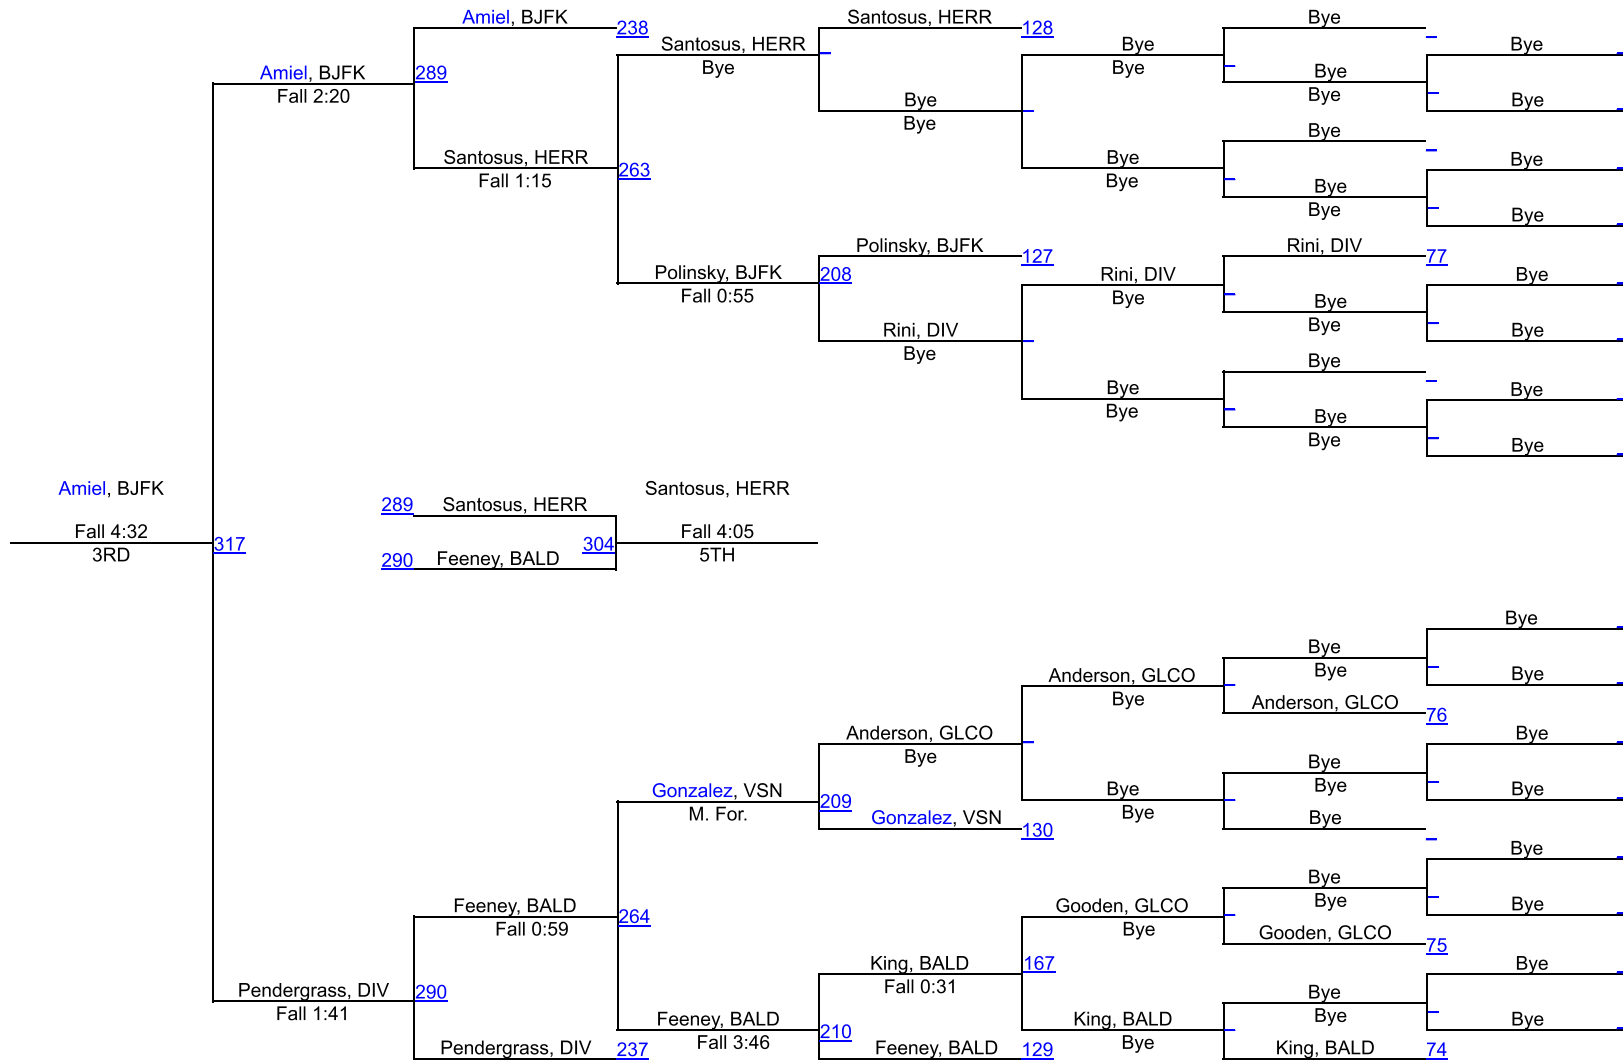 Amiel, BJFK
238
Santosus, HERR
128
Bye
Santosus, HERR
Bye
Bye
Bye
Bye
Amiel, BJFK
Fall 2:20
289
Bye
Bye
Bye
Bye
Bye
Bye
Santosus, HERR
Fall 1:15
263
Bye
Bye
Bye
Bye
Bye
Bye
Bye
Polinsky, BJFK
127
Rini, DIV
77
Polinsky, BJFK
Fall 0:55
208
Rini, DIV
Bye
Bye
Bye
Bye
Rini, DIV
Bye
Bye
Bye
Bye
Bye
Bye
Bye
Bye
Bye
Amiel, BJFK
Fall 4:32
3RD
317
289
Santosus, HERR
290
Feeney, BALD
304
Santosus, HERR
Fall 4:05
5TH
Bye
Bye
Bye
Bye
Anderson, GLCO
Bye
Anderson, GLCO
76
Anderson, GLCO
Bye
Bye
Bye
Bye
Bye
Gonzalez, VSN
M. For.
209
Gonzalez, VSN
130
Bye
Bye
Bye
Bye
Bye
Bye
Bye
Feeney, BALD
Fall 0:59
264
Gooden, GLCO
Bye
Gooden, GLCO
75
King, BALD
Fall 0:31
167
Bye
Bye
Bye
Pendergrass, DIV
Fall 1:41
290
Feeney, BALD
Fall 3:46
210
King, BALD
Bye
Bye
Pendergrass, DIV
237
Feeney, BALD
129
King, BALD
74